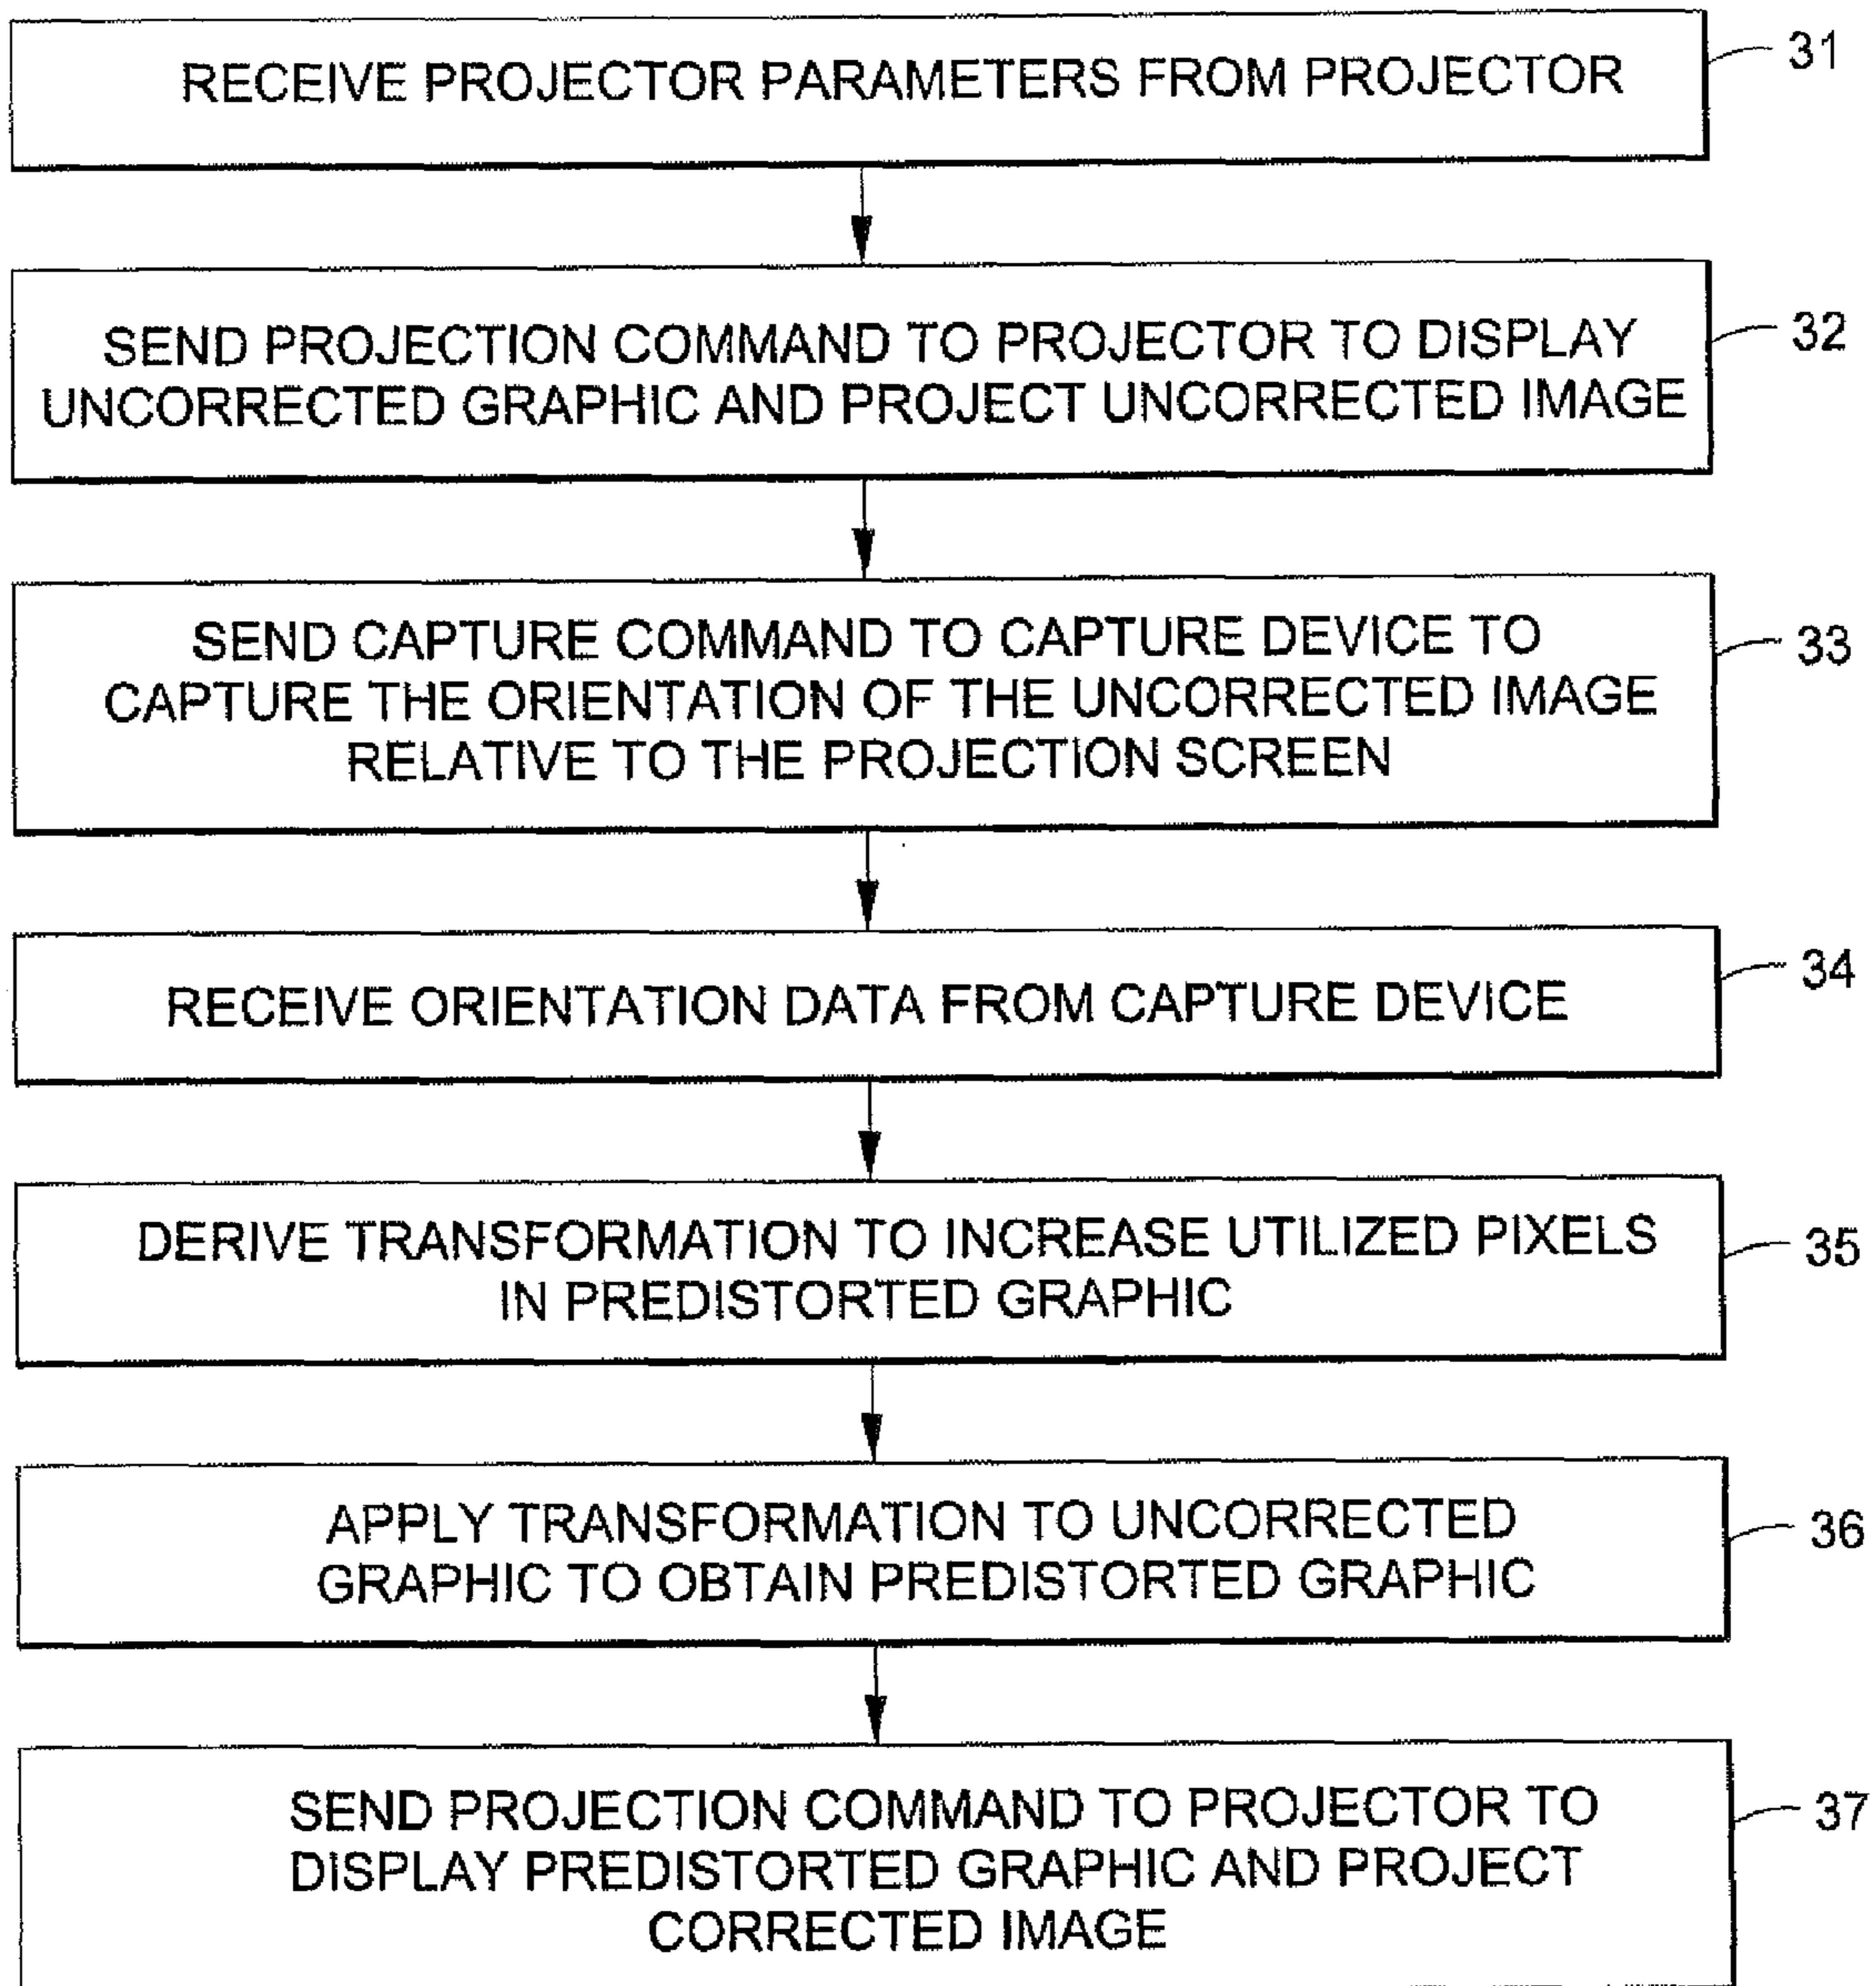 RECEIVE PROJECTOR PARAMETERS FROM PROJECTOR
31
SEND PROJECTION COMMAND TO PROJECTOR TO DISPLAY
UNCORRECTED GRAPHIC AND PROJECT UNCORRECTED IMAGE
32
SEND CAPTURE COMMAND TO CAPTURE DEVICE TO
CAPTURE THE ORIENTATION OF THE UNCORRECTED IMAGE
RELATIVE TO THE PROJECTION SCREEN
33
RECEIVE ORIENTATION DATA FROM CAPTURE DEVICE
34
DERIVE TRANSFORMATION TO INCREASE UTILIZED PIXELS
IN PREDISTORTED GRAPHIC
35
APPLY TRANSFORMATION TO UNCORRECTED
GRAPHIC TO OBTAIN PREDISTORTED GRAPHIC
36
SEND PROJECTION COMMAND TO PROJECTOR TO
DISPLAY PREDISTORTED GRAPHIC AND PROJECT
CORRECTED IMAGE
37